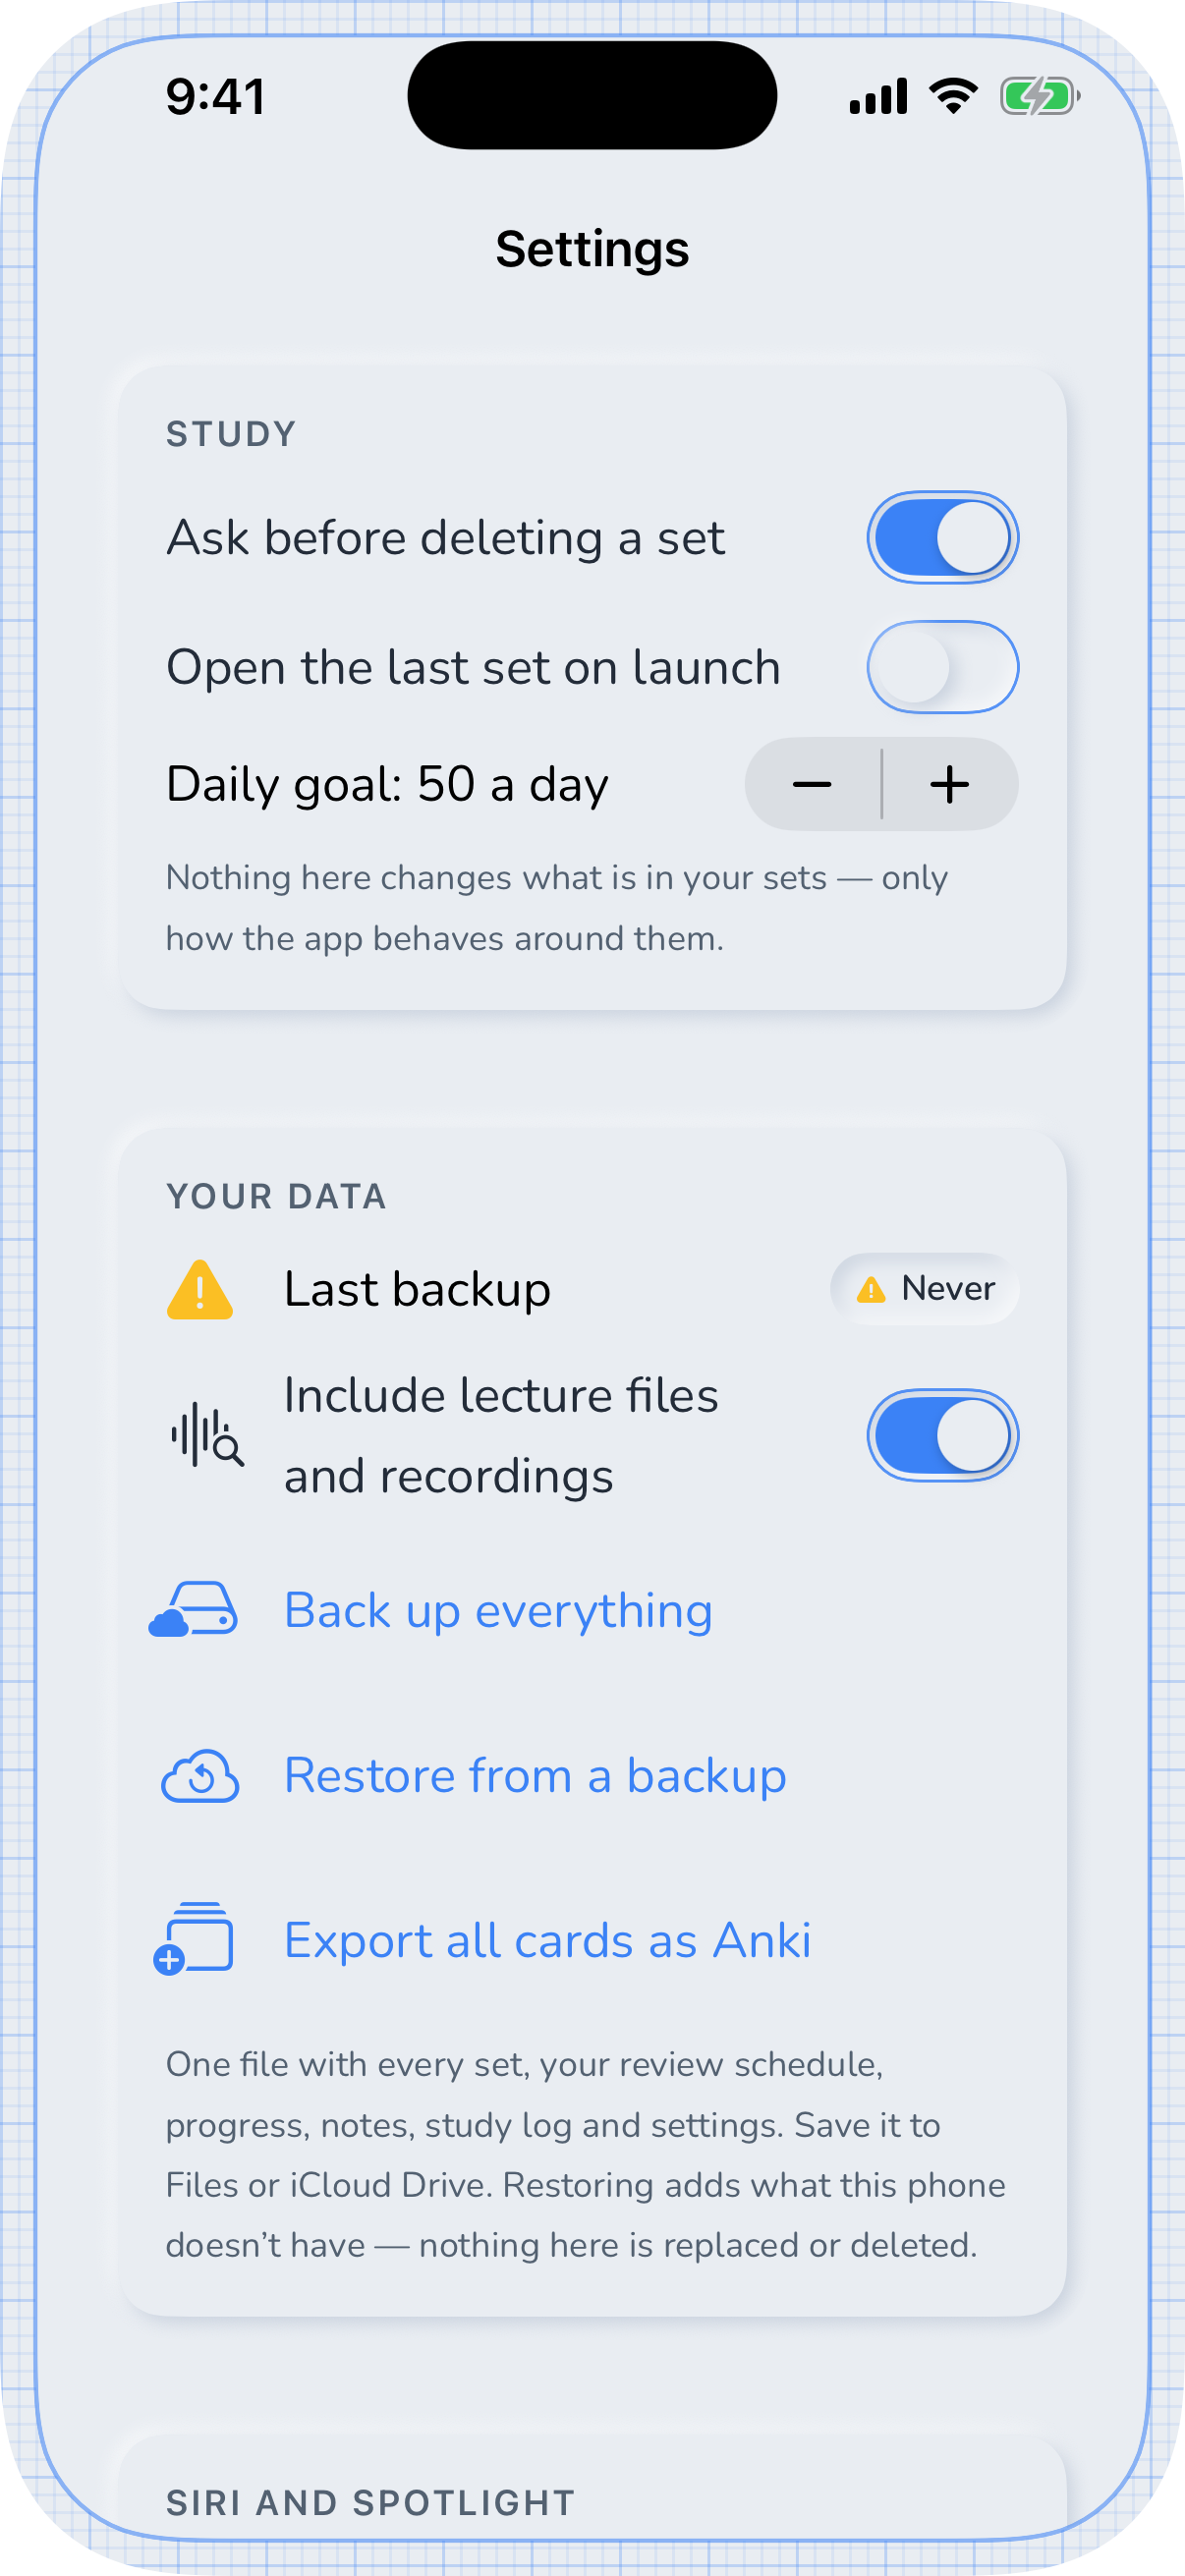 9:41
Settings
STUDY
Ask before deleting a set
Open the last set on launch
Daily goal: 50 a day
Nothing here changes what is in your sets — only
how the app behaves around them.
YOUR DATA
Last backup
Never
Include lecture files
and recordings
Back up everything
Restore from a backup
Export all cards as Anki
One file with every set, your review schedule,
progress, notes, study log and settings. Save it to
Files or iCloud Drive. Restoring adds what this phone
doesn’t have — nothing here is replaced or deleted.
SIRI AND SPOTLIGHT